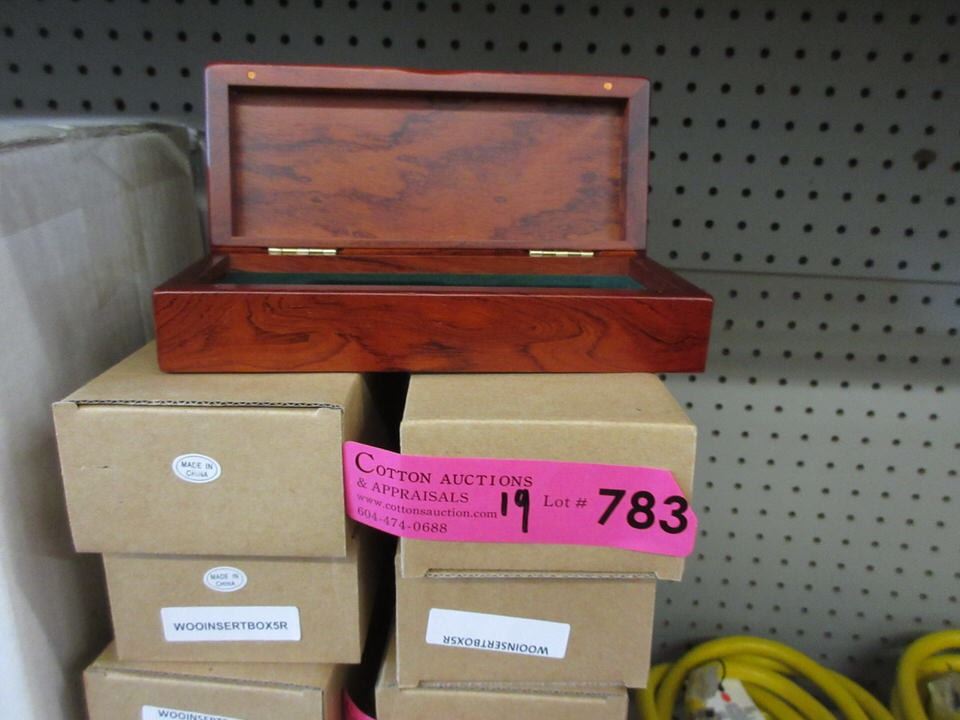 MADE IN
CHINA
COTTON AUCTIONS
& APPRAISALS
www.cottonsauction.com
604-474-0688
19
Lot # 783
MADE IN
CHINA
WOOINSERTBOX5R
WOOINSERTBOX5R